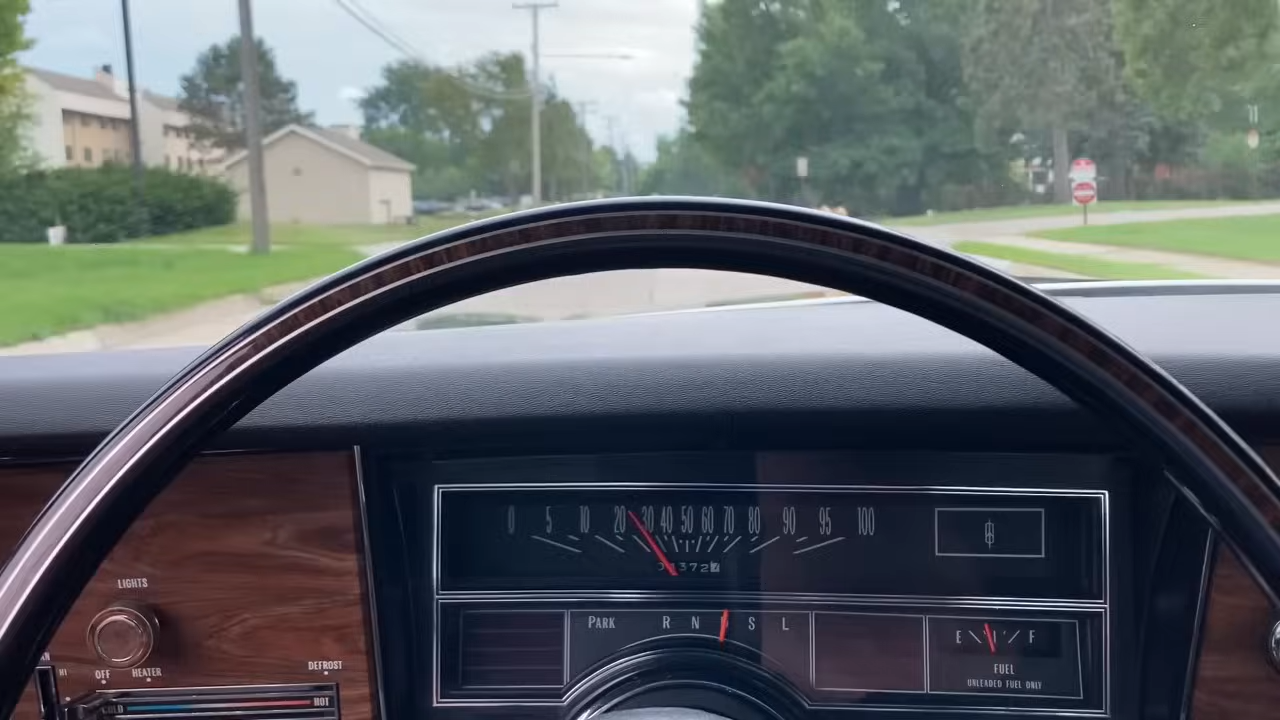 0 5 10 20 30 40 50 60 70 80 90 95 100
LIGHTS
PARK R N S L
E F
FUEL
UNLEADED FUEL ONLY
DEFROST
HI OFF HEATER
HOT